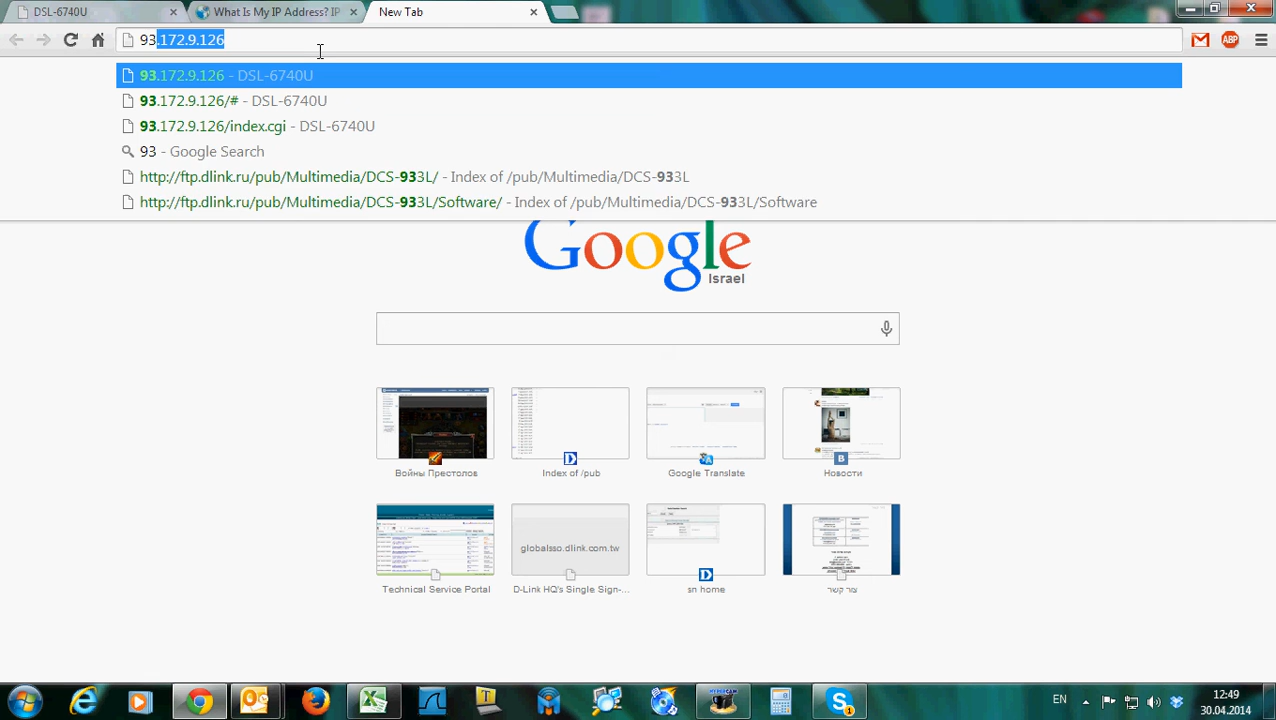 DSL-6740U
What Is My IP Address? IP
New Tab
93.172.9.126
93.172.9.126 - DSL-6740U
93.172.9.126/# - DSL-6740U
93.172.9.126/index.cgi - DSL-6740U
93 - Google Search
http://ftp.dlink.ru/pub/Multimedia/DCS-933L/ - Index of /pub/Multimedia/DCS-933L
http://ftp.dlink.ru/pub/Multimedia/DCS-933L/Software/ - Index of /pub/Multimedia/DCS-933L/Software
ABP
Google
Israel
Войны Престолов
Index of /pub
Google Translate
Новости
globalsso.dlink.com.tw
Technical Service Portal
D-Link HQ's Single Sign-...
sn home
צור קשר
HYPERCAM
EN
12:49
30.04.2014